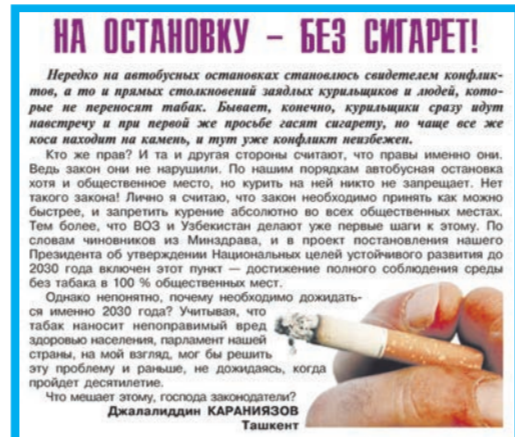 НА ОСТАНОВКУ – БЕЗ СИГАРЕТ!
Нередко на автобусных остановках становлюсь свидетелем конфлик-
тов, а то и прямых столкновений заядлых курильщиков и людей, кото-
рые не переносят табак. Бывает, конечно, курильщики сразу идут
навстречу и при первой же просьбе гасят сигарету, но чаще все же
коса находит на камень, и тут уже конфликт неизбежен.
Кто же прав? И та и другая стороны считают, что правы именно они.
Ведь закон они не нарушили. По нашим порядкам автобусная остановка
хотя и общественное место, но курить на ней никто не запрещает. Нет
такого закона! Лично я считаю, что закон необходимо принять как можно
быстрее, и запретить курение абсолютно во всех общественных местах.
Тем более, что ВОЗ и Узбекистан делают уже первые шаги к этому. По
словам чиновников из Минздрава, и в проект постановления нашего
Президента об утверждении Национальных целей устойчивого развития до
2030 года включен этот пункт — достижение полного соблюдения среды
без табака в 100 % общественных мест.
Однако непонятно, почему необходимо дожидать-
ся именно 2030 года? Учитывая, что
табак наносит непоправимый вред
здоровью населения, парламент нашей
страны, на мой взгляд, мог бы решить
эту проблему и раньше, не дожидаясь, когда
пройдет десятилетие.
Что мешает этому, господа законодатели?
Джалалиддин КАРАНИЯЗОВ
Ташкент